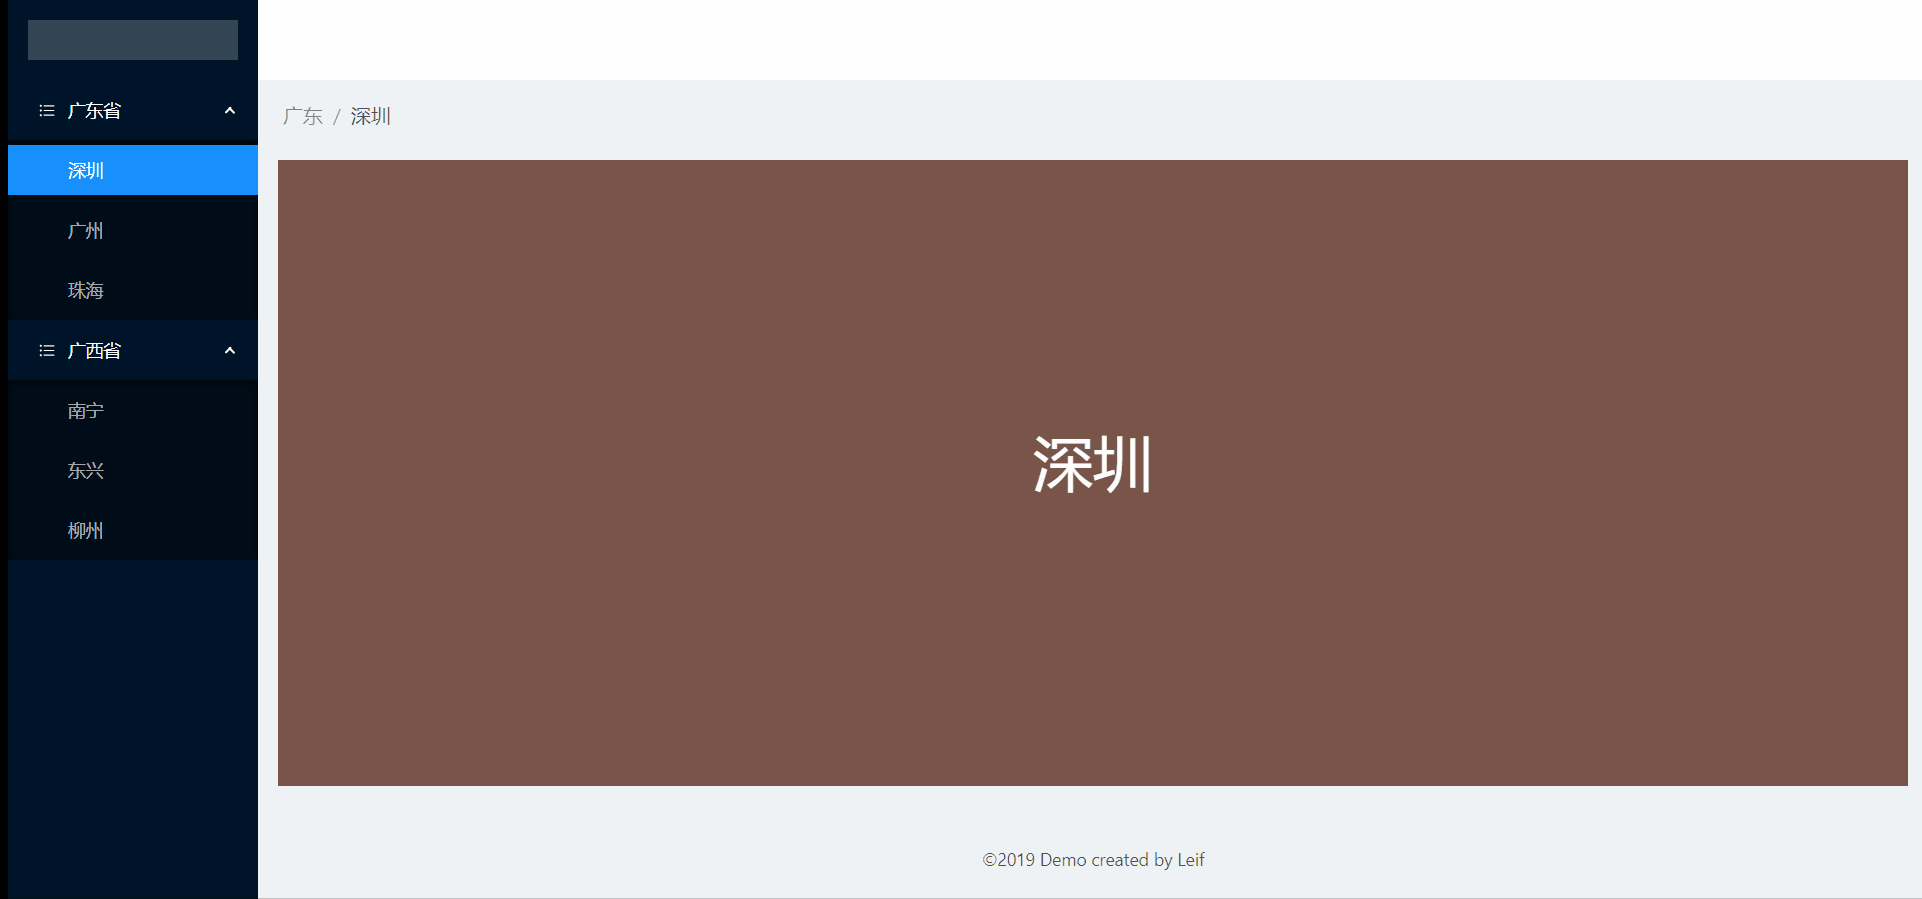 广东省
深圳
广州
珠海
广西省
南宁
东兴
柳州
广东 / 深圳
深圳
©2019 Demo created by Leif